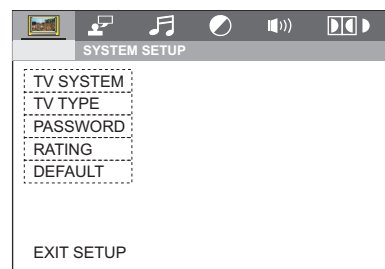 SYSTEM SETUP
TV SYSTEM
TV TYPE
PASSWORD
RATING
DEFAULT
EXIT SETUP